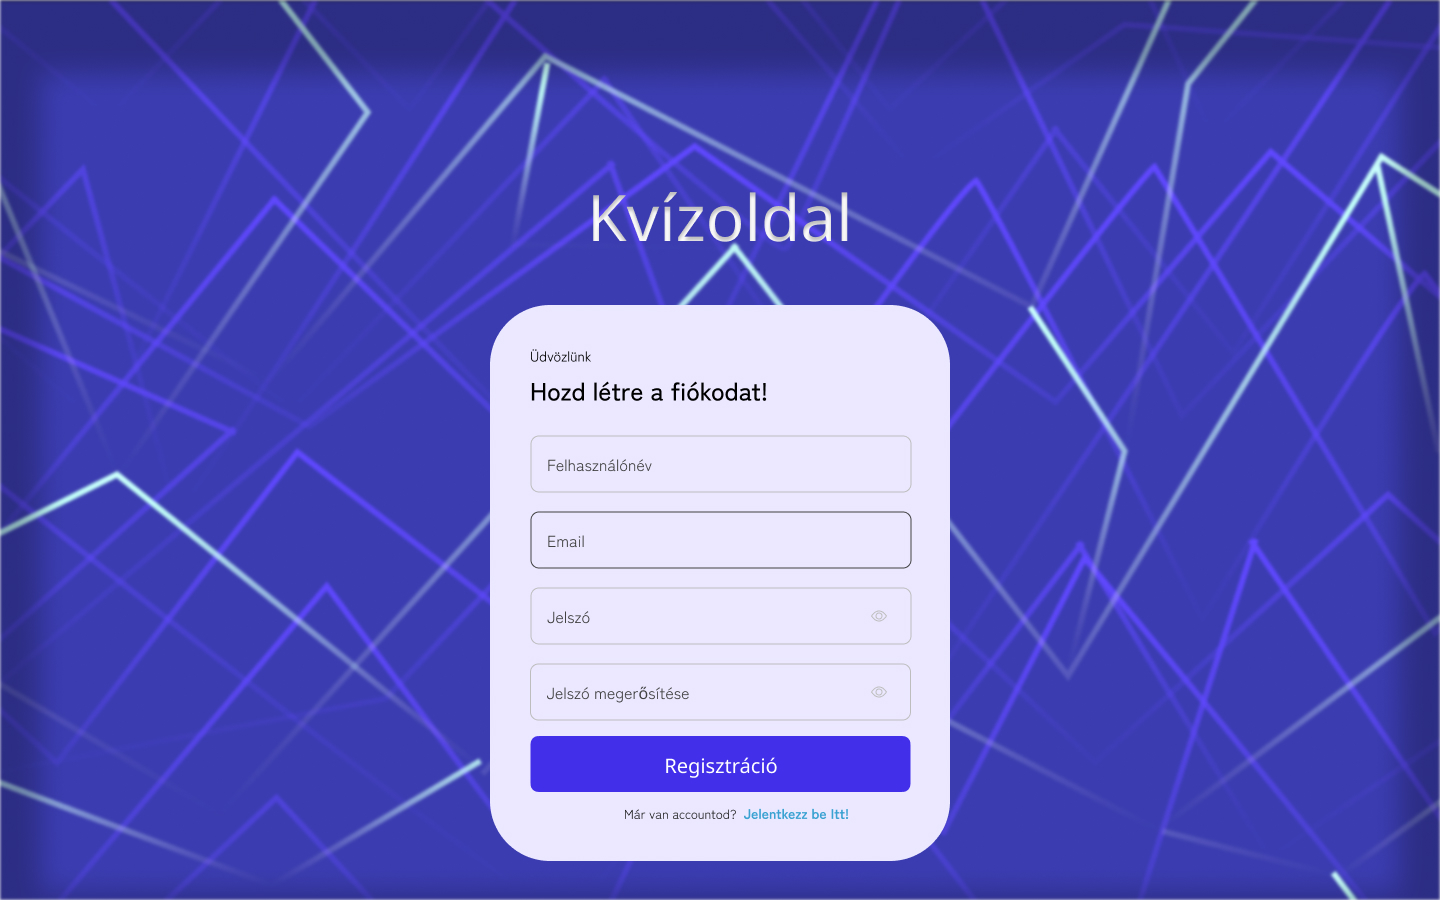 Kvízoldal
Üdvözlünk
Hozd létre a fiókodat!
Felhasználónév
Email
Jelszó
Jelszó megerősítése
Regisztráció
Már van accountod? Jelentkezz be Itt!